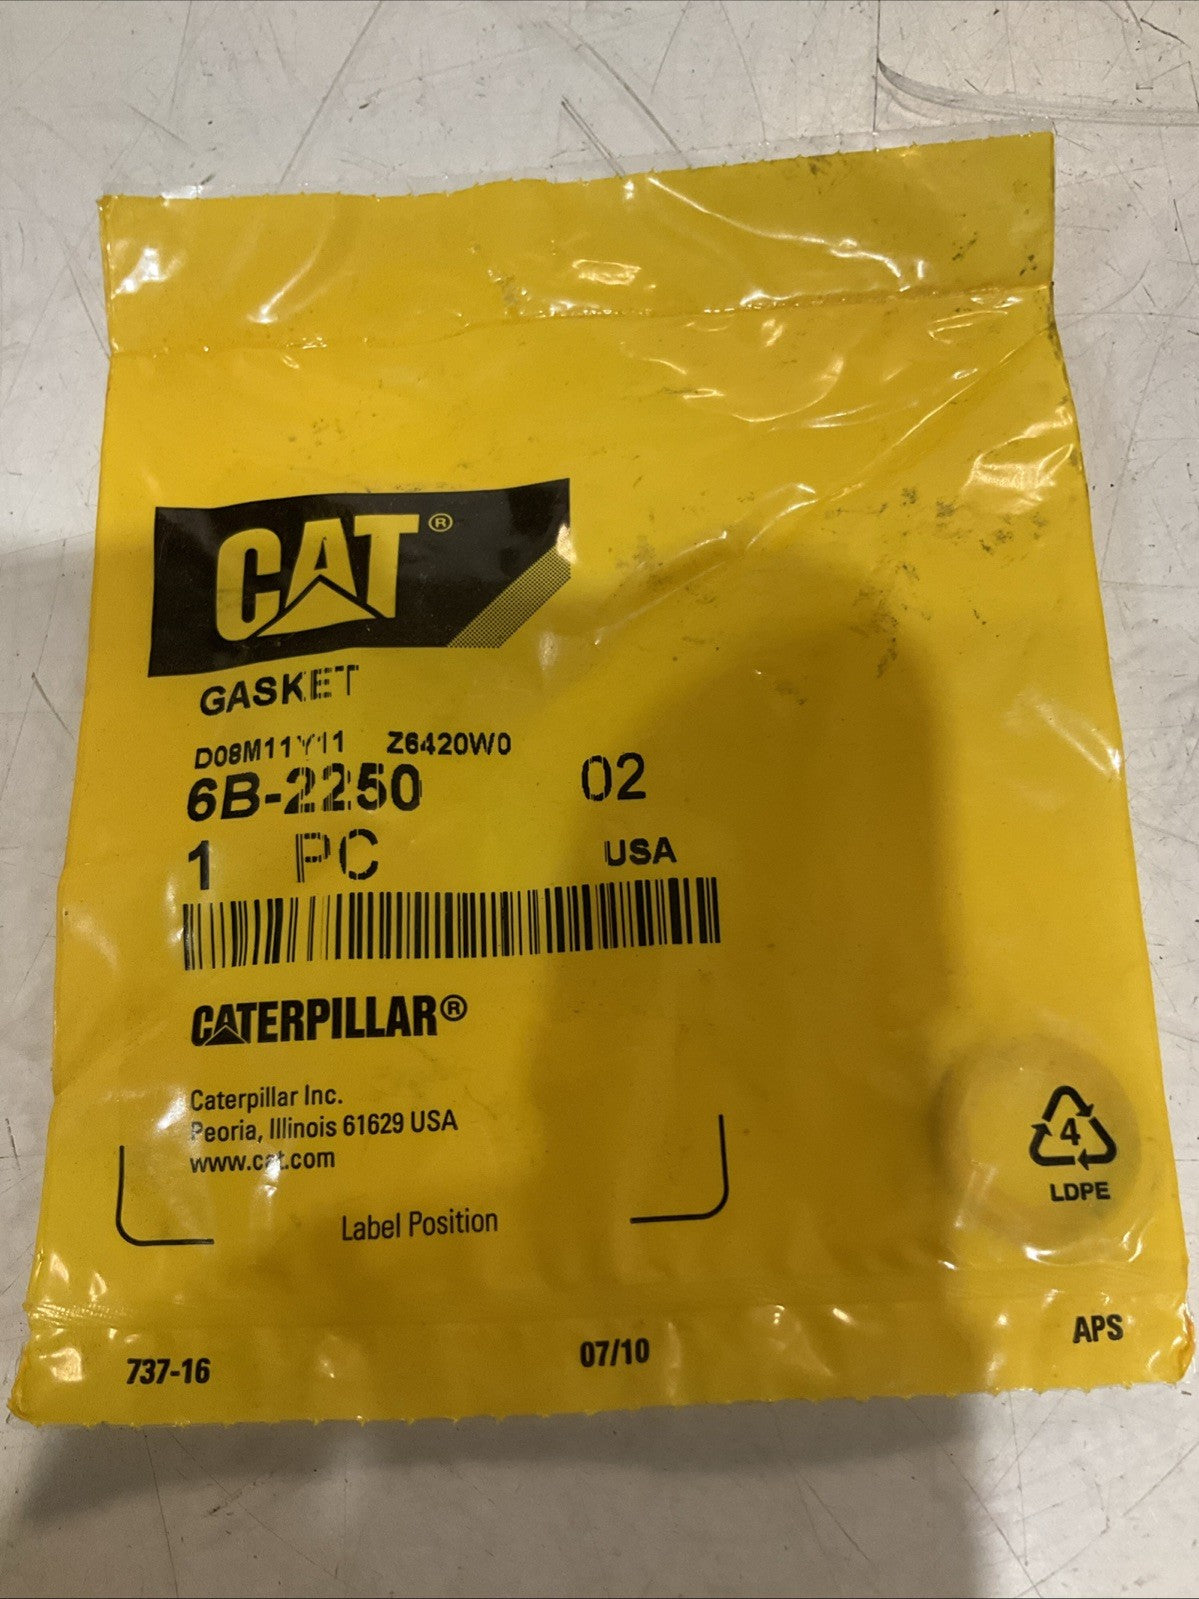 CAT®
GASKET
D08M11Y11 Z6420W0
6B-2250 02
1 PC USA
CATERPILLAR®
Caterpillar Inc.
Peoria, Illinois 61629 USA
www.cat.com
4
LDPE
Label Position
737-16 07/10 APS